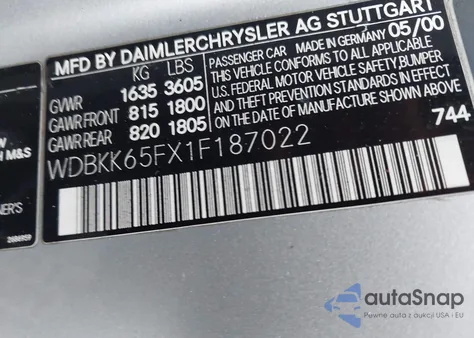 MFD BY DAIMLERCHRYSLER AG STUTTGART
KG LBS
GVWR 1635 3605
GAWR FRONT 815 1800
GAWR REAR 820 1805
PASSENGER CAR
MADE IN GERMANY 05/00
THIS VEHICLE CONFORMS TO ALL APPLICABLE
U.S. FEDERAL MOTOR VEHICLE SAFETY, BUMPER
AND THEFT PREVENTION STANDARDS IN EFFECT
ON THE DATE OF MANUFACTURE SHOWN ABOVE
744
WDBKK65FX1F187022
M&S
NER'S
autoSnap
Pewne auta z aukcji USA i EU